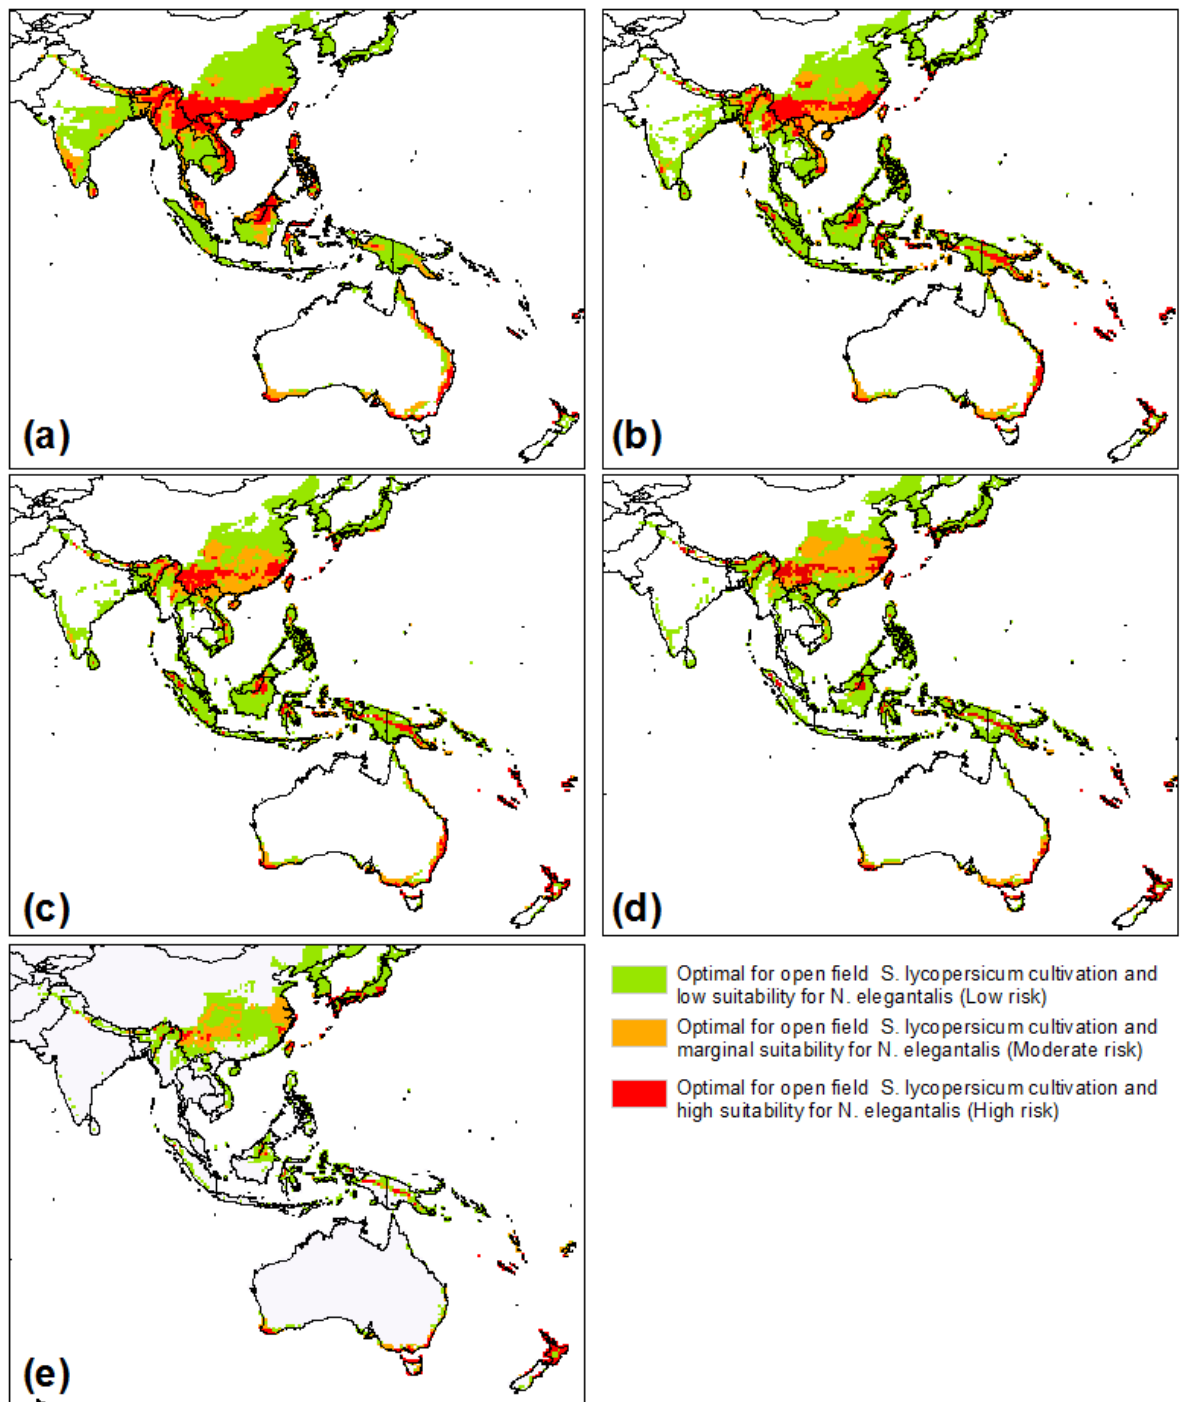 (a)
(b)
(c)
(d)
(e)
Optimal for open field S. lycopersicum cultivation and
low suitability for N. elegantalis (Low risk)
Optimal for open field S. lycopersicum cultivation and
marginal suitability for N. elegantalis (Moderate risk)
Optimal for open field S. lycopersicum cultivation and
high suitability for N. elegantalis (High risk)